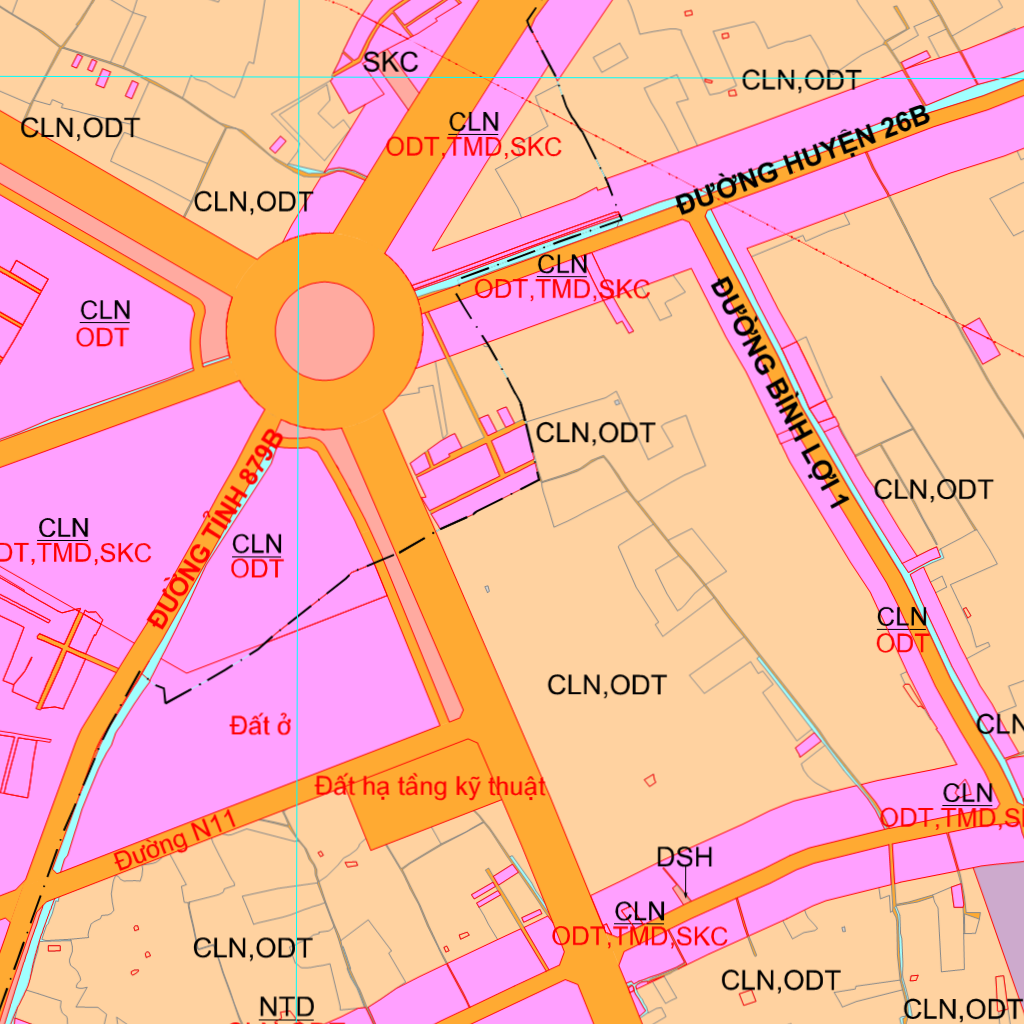 SKC
CLN,ODT
CLN
ODT,TMD,SKC
CLN,ODT
ĐƯỜNG HUYỆN 26B
CLN,ODT
CLN
ODT,TMD,SKC
CLN
ODT
ĐƯỜNG BÌNH LỢI 1
CLN,ODT
ĐƯỜNG TỈNH 879B
CLN,ODT
CLN
DT,TMD,SKC
CLN
ODT
CLN
ODT
CLN,ODT
Đất ở
CLN
Đất hạ tầng kỹ thuật
CLN
ODT,TMD,S
Đường N11
DSH
CLN
ODT,TMD,SKC
CLN,ODT
CLN,ODT
NTD
CLN,ODT